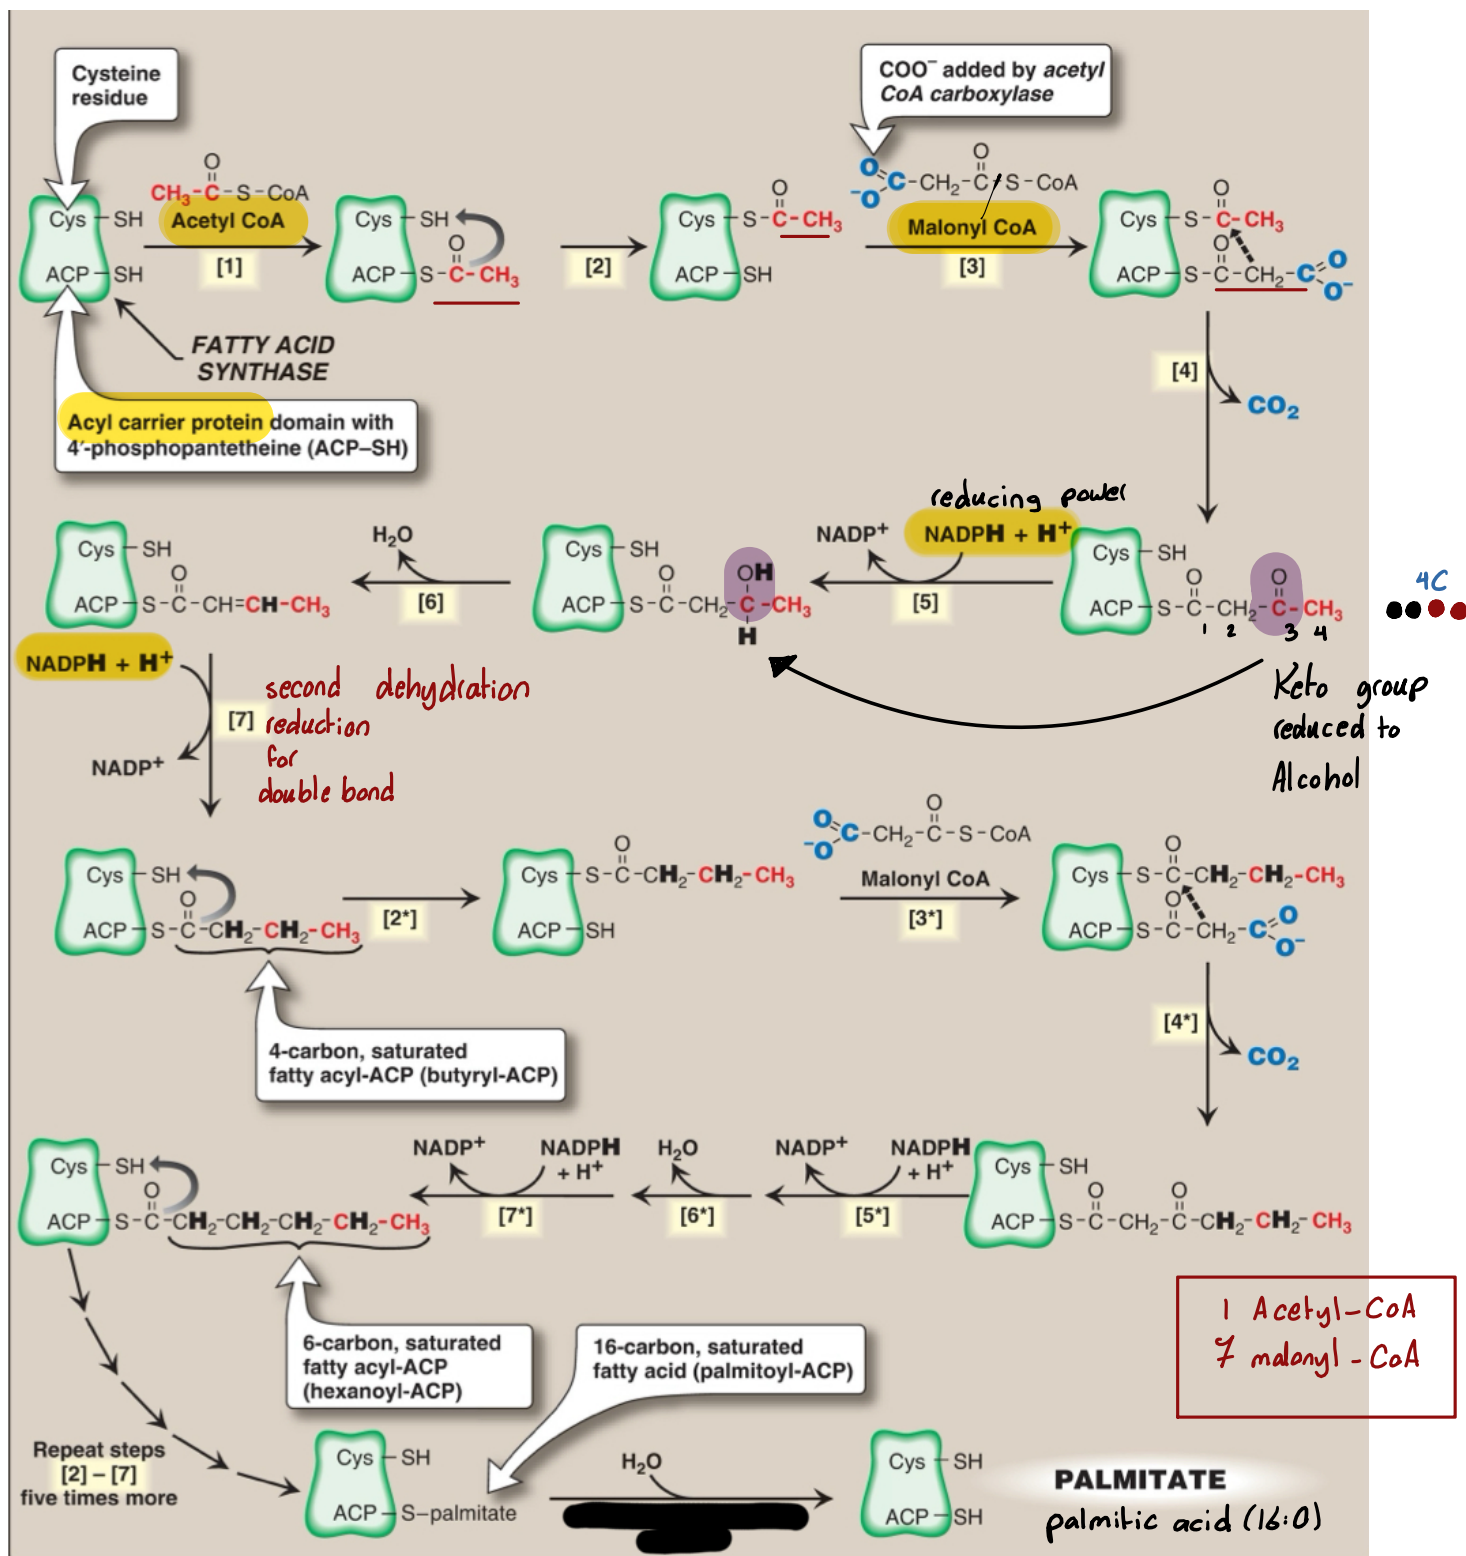 Cysteine
residue
COO⁻ added by acetyl
CoA carboxylase
O
CH₃-C-S-CoA
Acetyl CoA
[1]
Cys SH
ACP SH
Cys SH
O
ACP S-C-CH₃
[2]
O
Cys S-C-CH₃
ACP SH
O
O C-CH₂-C-S-CoA
⁻O
Malonyl CoA
[3]
O
Cys S-C-CH₃
O O
ACP S-C-CH₂-C
O⁻
FATTY ACID
SYNTHASE
Acyl carrier protein domain with
4′-phosphopantetheine (ACP–SH)
[4]
CO₂
reducing power
NADP⁺ NADPH + H⁺
[5]
H₂O
[6]
Cys SH
O
ACP S-C-CH=CH-CH₃
Cys SH
O OH
ACP S-C-CH₂-C-CH₃
H
Cys SH
O O
ACP S-C-CH₂-C-CH₃
1 2 3 4
4C
NADPH + H⁺
[7]
NADP⁺
second dehydration
reduction
for
double bond
Keto group
reduced to
Alcohol
Cys SH
O
ACP S-C-CH₂-CH₂-CH₃
[2*]
O
Cys S-C-CH₂-CH₂-CH₃
ACP SH
O
O C-CH₂-C-S-CoA
⁻O
Malonyl CoA
[3*]
O
Cys S-C-CH₂-CH₂-CH₃
O O
ACP S-C-CH₂-C
O⁻
4-carbon, saturated
fatty acyl-ACP (butyryl-ACP)
[4*]
CO₂
NADP⁺ NADPH
+ H⁺
[7*]
H₂O
[6*]
NADP⁺ NADPH
+ H⁺
[5*]
Cys SH
O
ACP S-C-CH₂-CH₂-CH₂-CH₂-CH₃
Cys SH
O O
ACP S-C-CH₂-C-CH₂-CH₂-CH₃
1 Acetyl-CoA
7 malonyl-CoA
6-carbon, saturated
fatty acyl-ACP
(hexanoyl-ACP)
16-carbon, saturated
fatty acid (palmitoyl-ACP)
Repeat steps
[2] – [7]
five times more
Cys SH
ACP S–palmitate
H₂O
Cys SH
ACP SH
PALMITATE
palmitic acid (16:0)